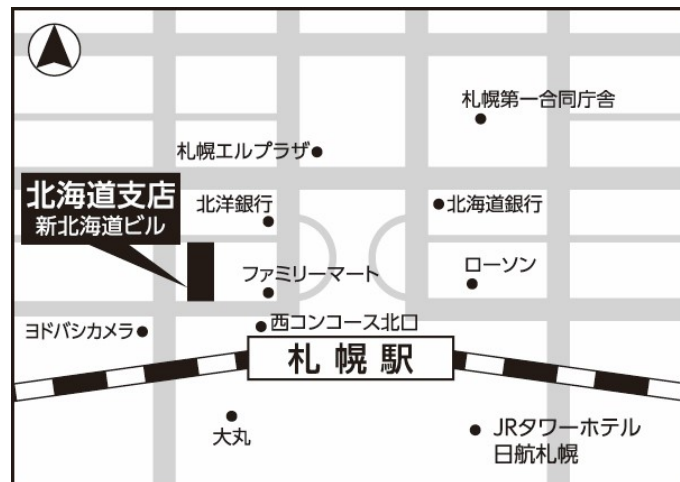 札幌第一合同庁舎
札幌エルプラザ
北海道支店
新北海道ビル
北洋銀行
北海道銀行
ファミリーマート
ローソン
ヨドバシカメラ
西コンコース北口
札幌駅
大丸
JRタワーホテル
日航札幌